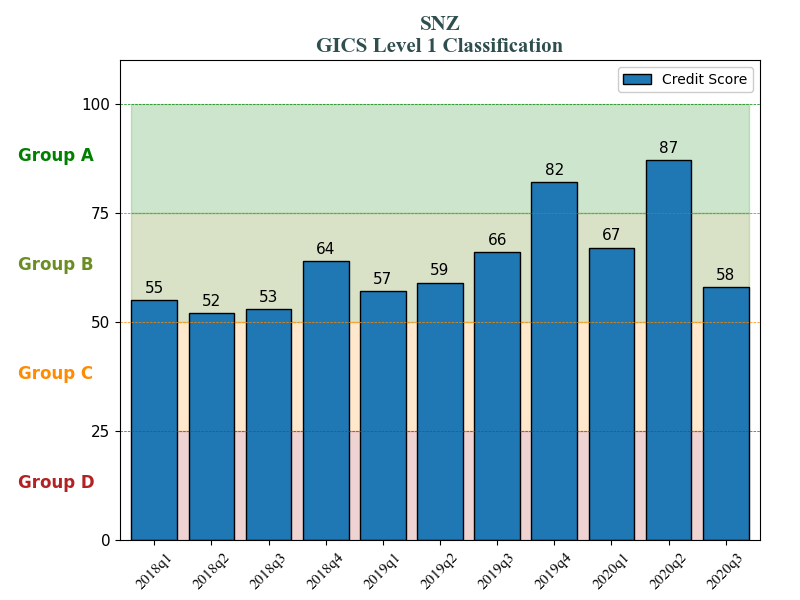 SNZ
GICS Level 1 Classification
Credit Score
100
Group A
87
82
75
67
66
64
Group B
59
58
57
55
53
52
50
Group C
25
Group D
0
2018q1 2018q2 2018q3 2018q4 2019q1 2019q2 2019q3 2019q4 2020q1 2020q2 2020q3